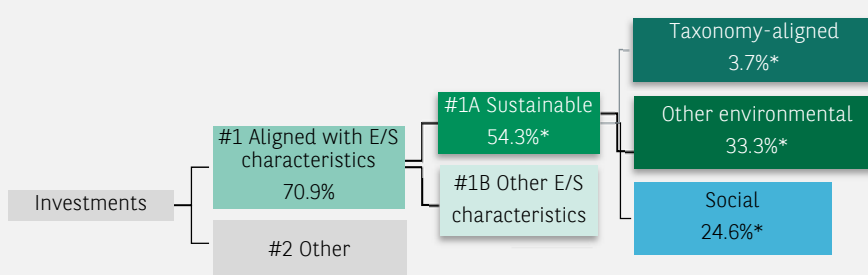 Taxonomy-aligned
3.7%*
#1A Sustainable
54.3%*
Other environmental
33.3%*
#1 Aligned with E/S
characteristics
70.9%
#1B Other E/S
characteristics
Investments
Social
24.6%*
#2 Other